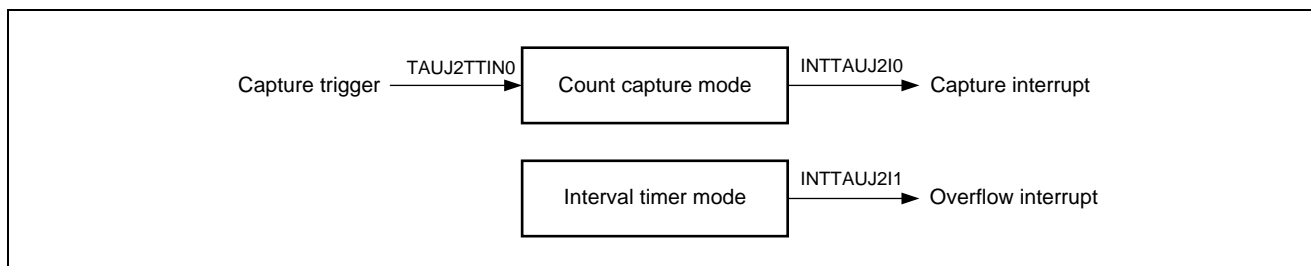 Capture trigger TAUJ2TTIN0 Count capture mode INTTAUJ2I0 Capture interrupt
Interval timer mode INTTAUJ2I1 Overflow interrupt